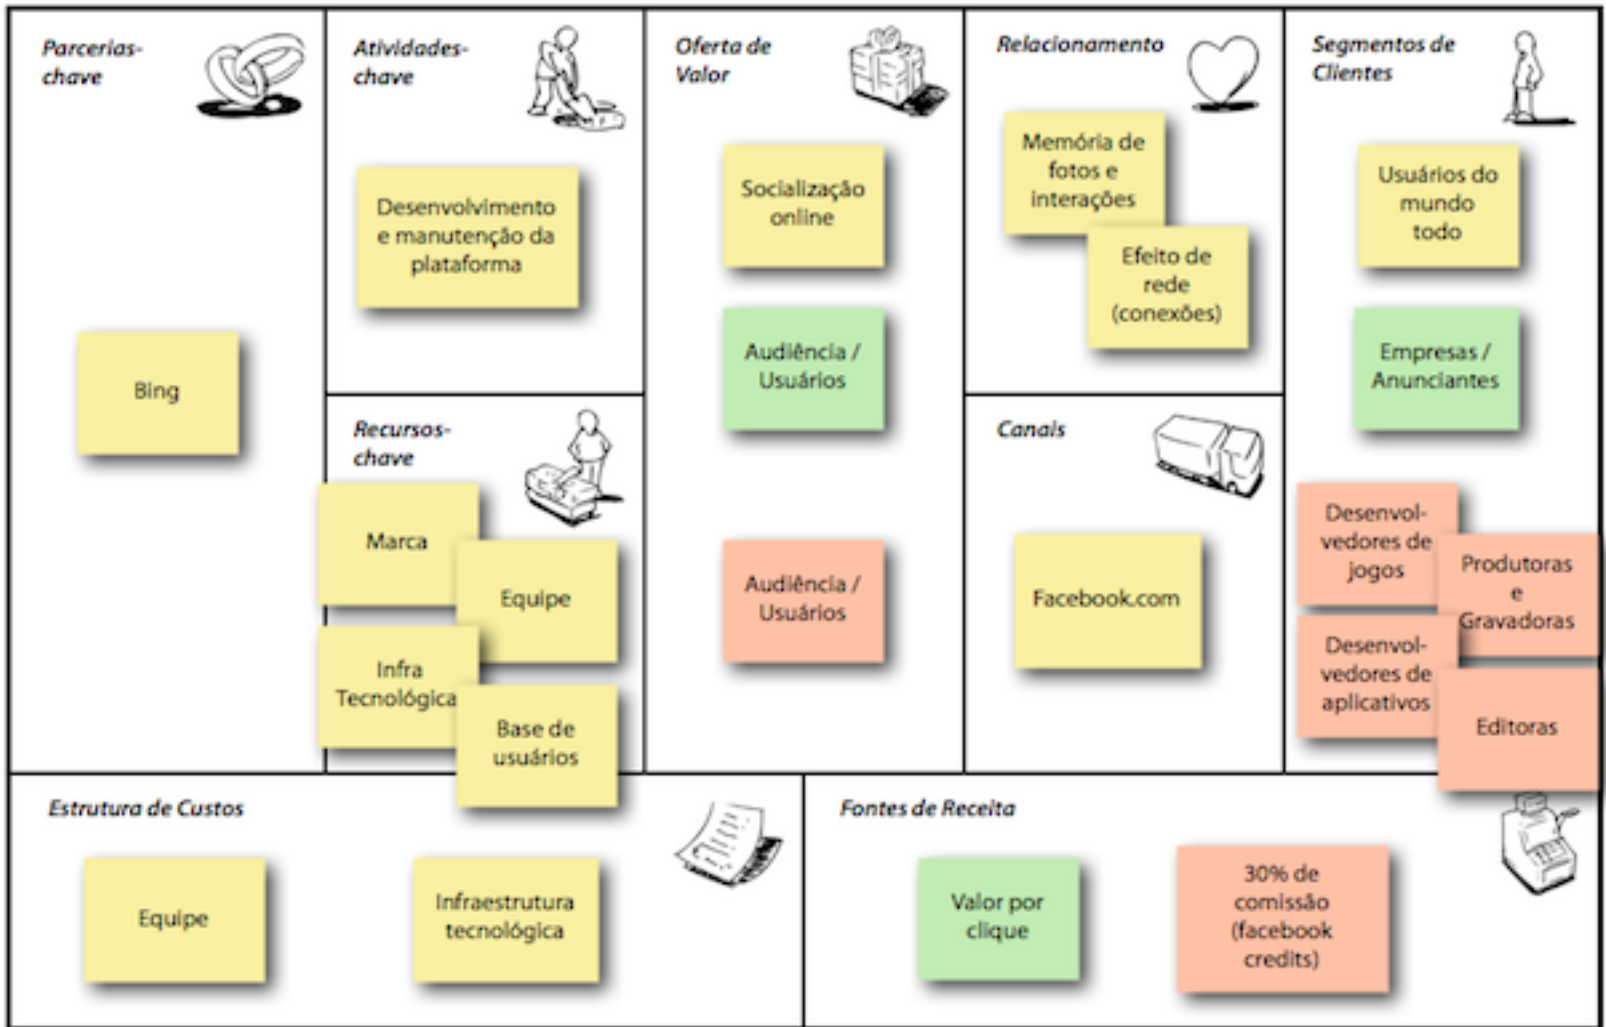 Parcerias-
chave
Bing
Atividades-
chave
Desenvolvimento
e manutenção da
plataforma
Recursos-
chave
Marca
Equipe
Infra
Tecnológica
Base de
usuários
Oferta de
Valor
Socialização
online
Audiência /
Usuários
Audiência /
Usuários
Relacionamento
Memória de
fotos e
interações
Efeito de
rede
(conexões)
Canais
Facebook.com
Segmentos de
Clientes
Usuários do
mundo
todo
Empresas /
Anunciantes
Desenvol-
vedores de
jogos
Produtoras
e
Gravadoras
Desenvol-
vedores de
aplicativos
Editoras
Estrutura de Custos
Equipe
Infraestrutura
tecnológica
Fontes de Receita
Valor por
clique
30% de
comissão
(facebook
credits)